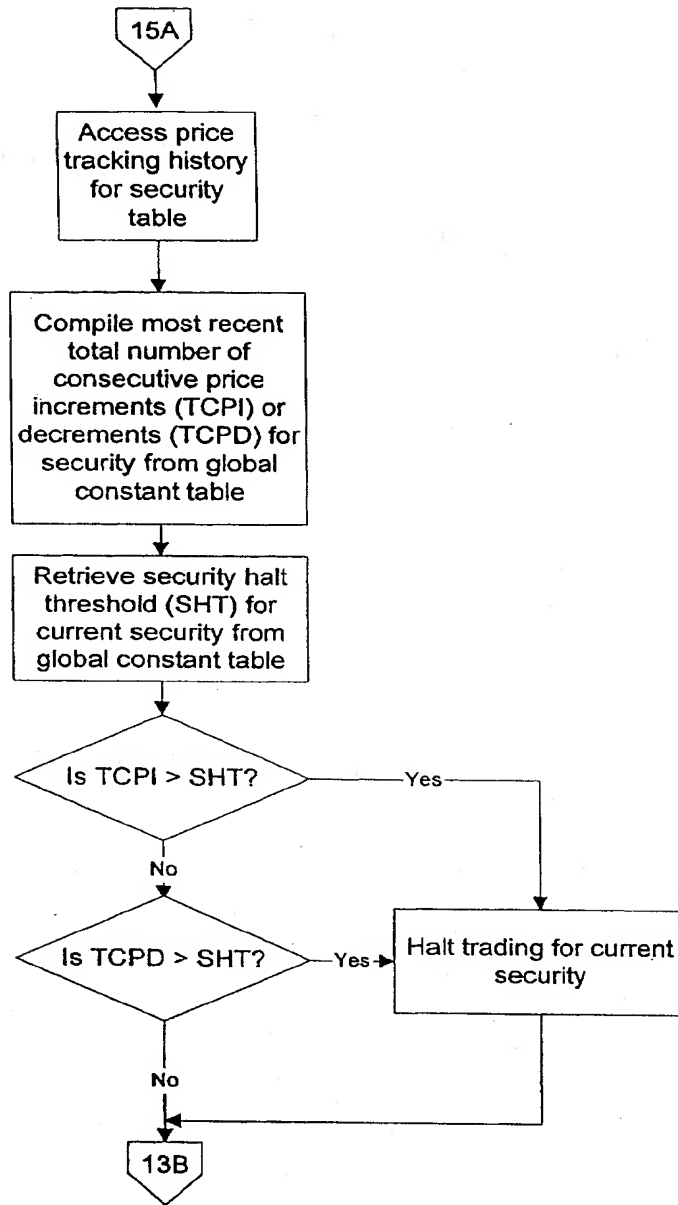 15A
Access price
tracking history
for security
table
Compile most recent
total number of
consecutive price
increments (TCPI) or
decrements (TCPD) for
security from global
constant table
Retrieve security halt
threshold (SHT) for
current security from
global constant table
Is TCPI > SHT?
Yes
No
Is TCPD > SHT?
Yes
Halt trading for current
security
No
13B